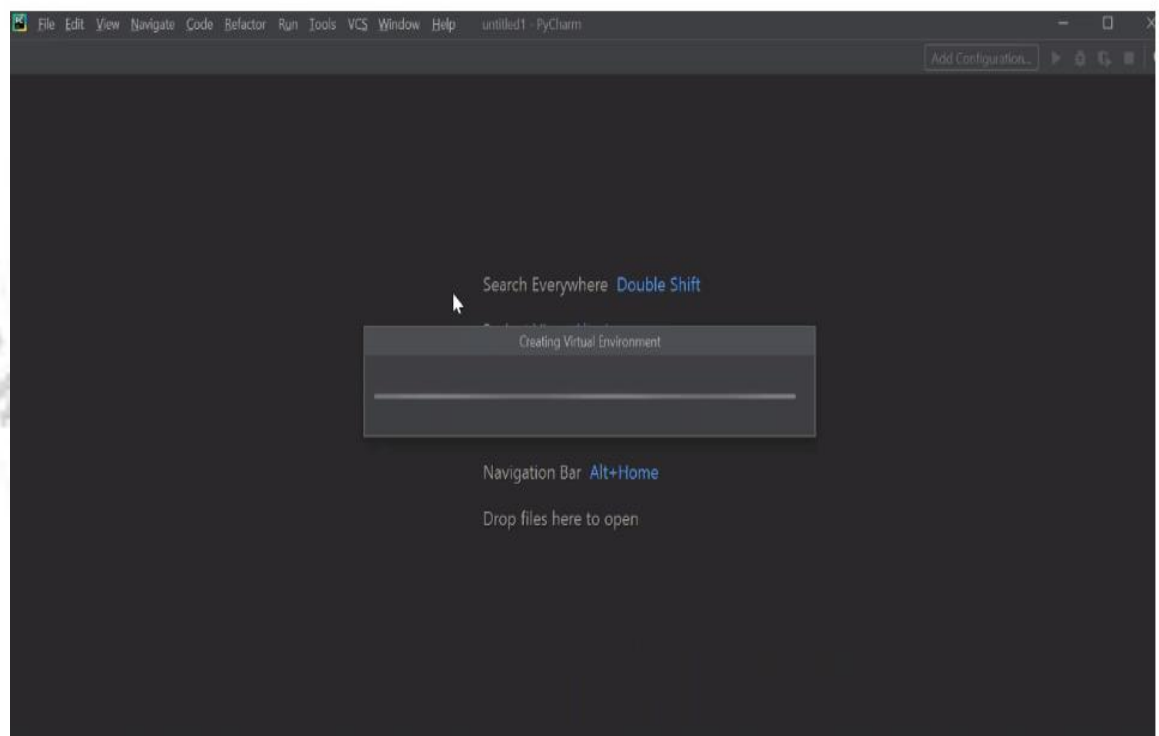 File Edit View Navigate Code Refactor Run Tools VCS Window Help untitled1 - PyCharm
Add Configuration...
Search Everywhere Double Shift
Creating Virtual Environment
Navigation Bar Alt+Home
Drop files here to open